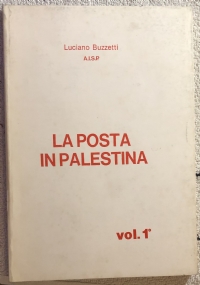 Luciano Buzzetti
A.I.S.P.
LA POSTA
IN PALESTINA
vol. 1°